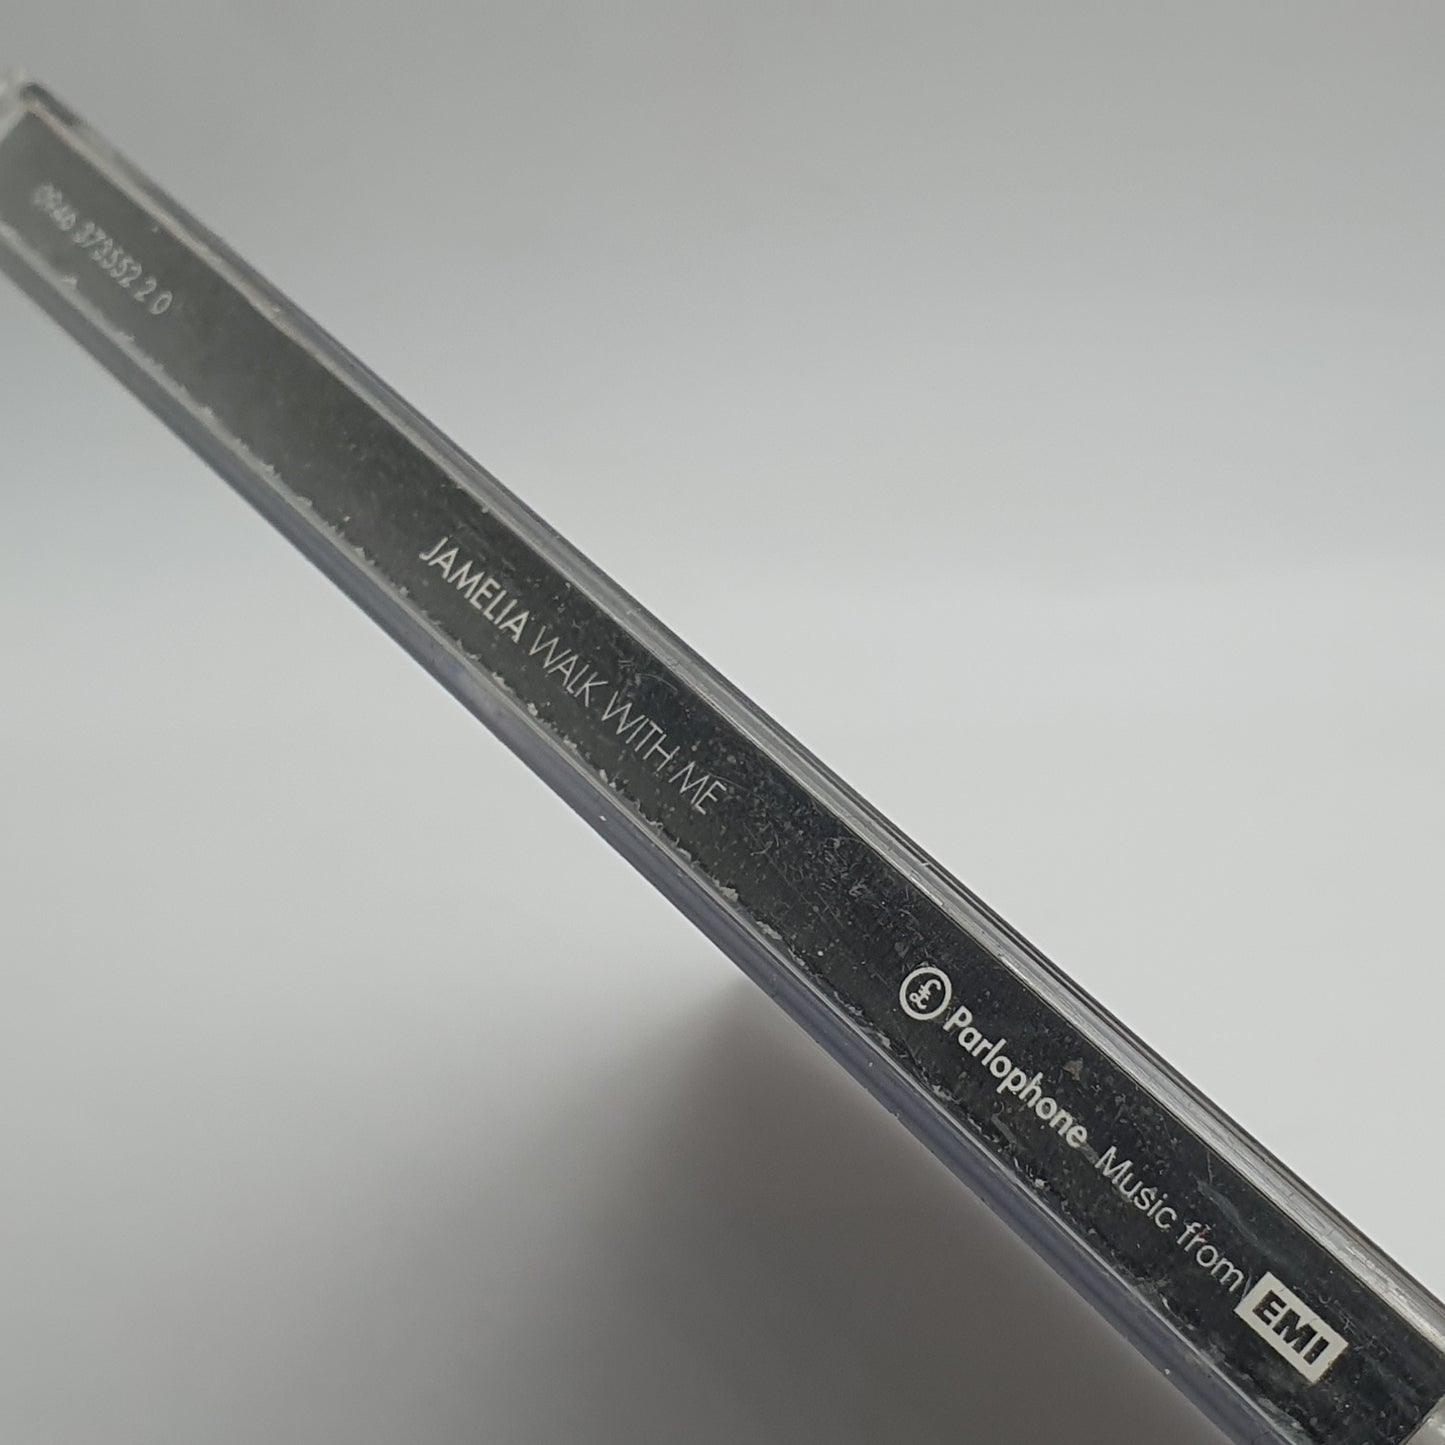 0946 373552 2 0
JAMELIA WALK WITH ME
£ Parlophone Music from EMI